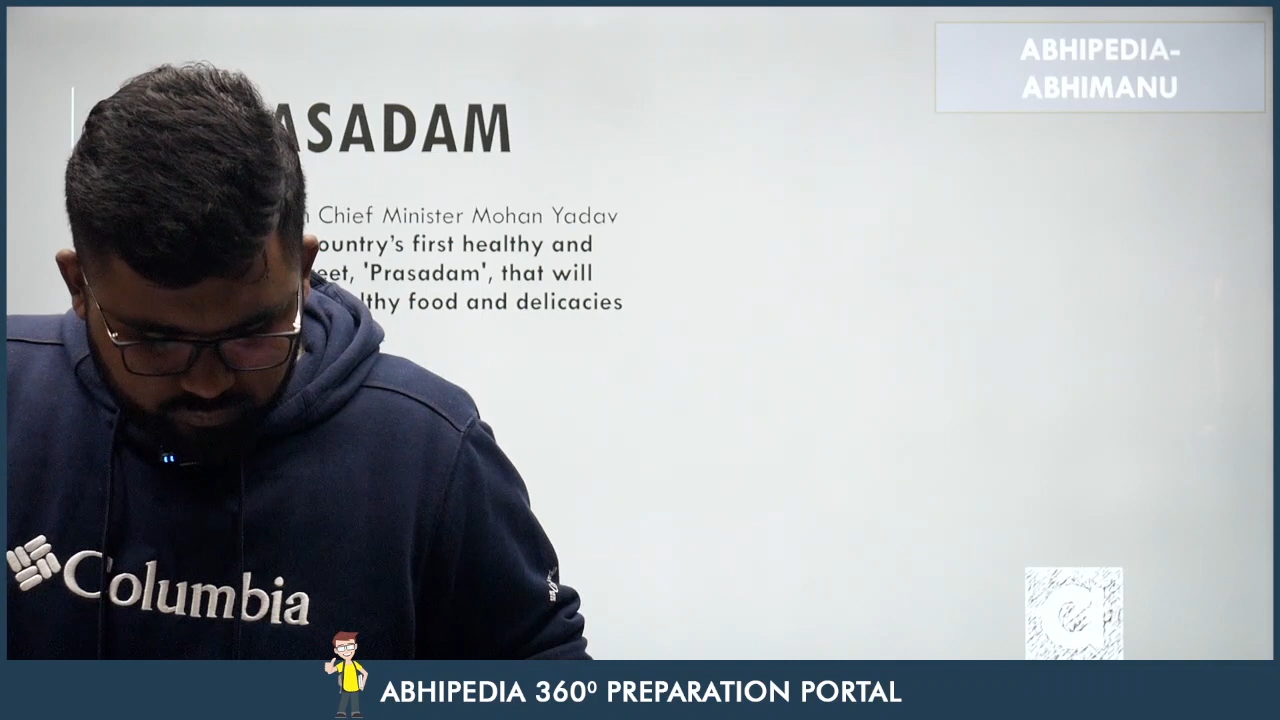 ASADAM
Chief Minister Mohan Yadav
ountry's first healthy and
eet, 'Prasadam', that will
lthy food and delicacies
ABHIPEDIA-
ABHIMANU
Columbia
ABHIPEDIA 360⁰ PREPARATION PORTAL